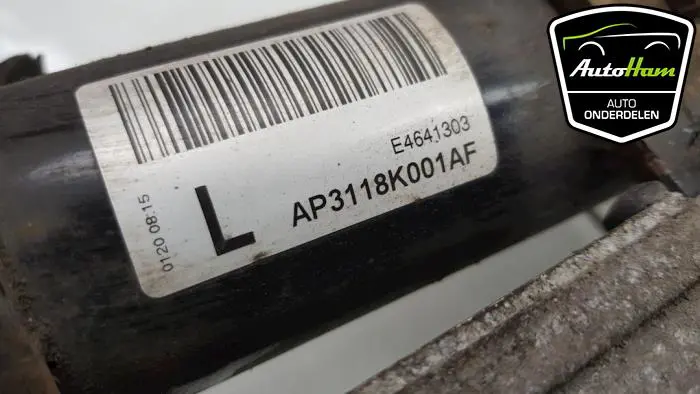 E4641303
L AP3118K001AF
0120 08:15
AutoHam
AUTO
ONDERDELEN